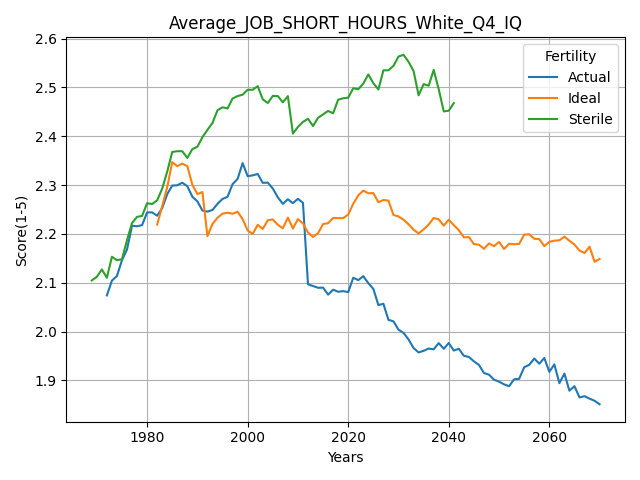 Average_JOB_SHORT_HOURS_White_Q4_IQ
Score(1-5)
2.6
2.5
2.4
2.3
2.2
2.1
2.0
1.9
Fertility
Actual
Ideal
Sterile
1980
2000
2020
2040
2060
Years